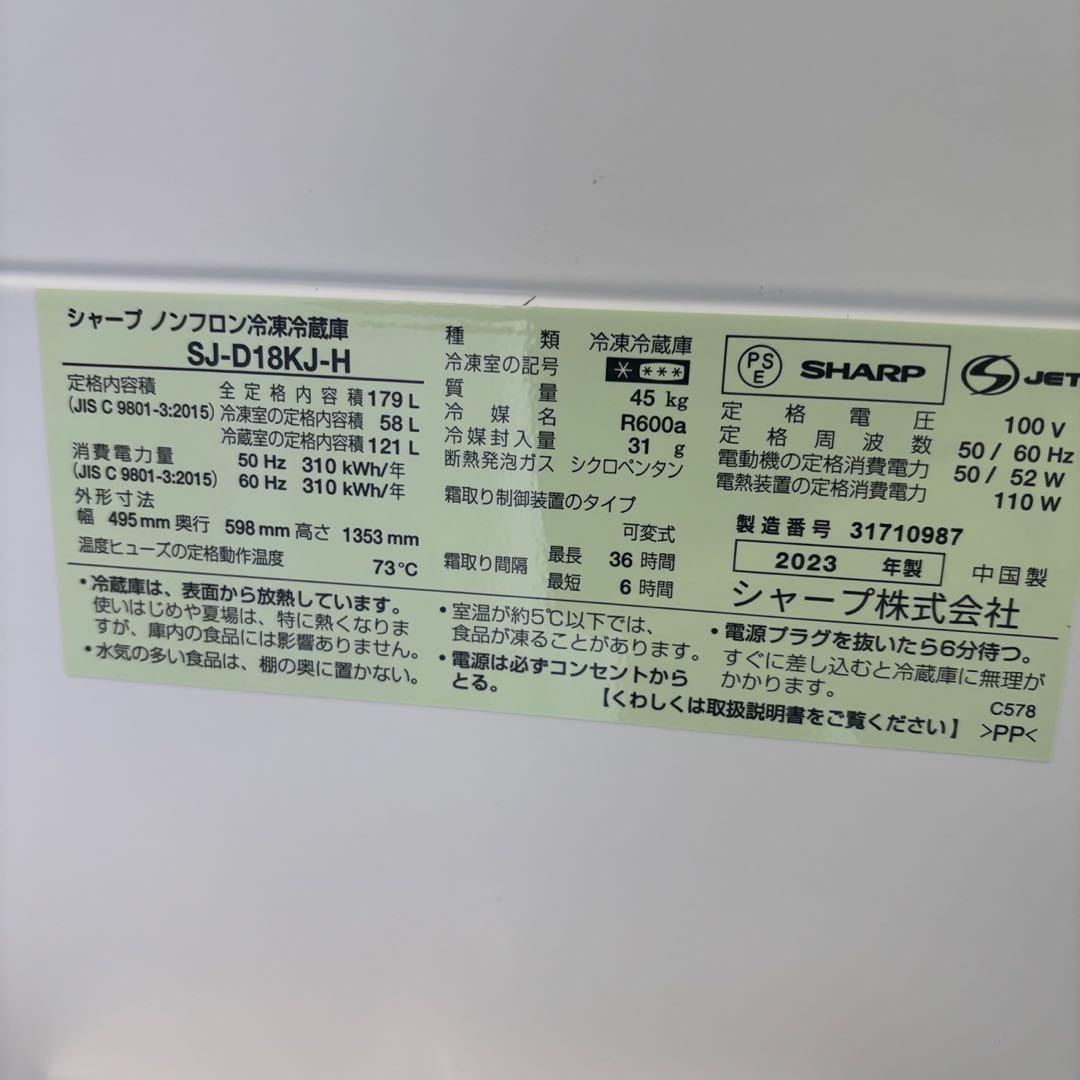 シャープ ノンフロン冷凍冷蔵庫
SJ-D18KJ-H
定格内容積 全定格内容積 179 L
(JIS C 9801-3:2015) 冷凍室の定格内容積 58 L
冷蔵室の定格内容積 121 L
消費電力量 50 Hz 310 kWh/年
(JIS C 9801-3:2015) 60 Hz 310 kWh/年
外形寸法
幅 495 mm 奥行 598 mm 高さ 1353 mm
温度ヒューズの定格動作温度 73℃
種類 冷凍冷蔵庫
冷凍室の記号 * ***
質量 45 kg
冷媒名 R600a
冷媒封入量 31 g
断熱発泡ガス シクロペンタン
霜取り制御装置のタイプ
可変式
霜取り間隔 最長 36 時間
最短 6 時間
PSE SHARP JET
定格電圧 100 V
定格周波数 50 / 60 Hz
電動機の定格消費電力 50 / 52 W
電熱装置の定格消費電力 110 W
製造番号 31710987
2023 年製 中国製
シャープ株式会社
・冷蔵庫は、表面から放熱しています。
使いはじめや夏場は、特に熱くなりま
すが、庫内の食品には影響ありません。
・水気の多い食品は、棚の奥に置かない。
・室温が約5℃以下では、
食品が凍ることがあります。
・電源は必ずコンセントから
とる。
・電源プラグを抜いたら6分待つ。
すぐに差し込むと冷蔵庫に無理が
かかります。
【くわしくは取扱説明書をご覧ください】
C578
>PP<